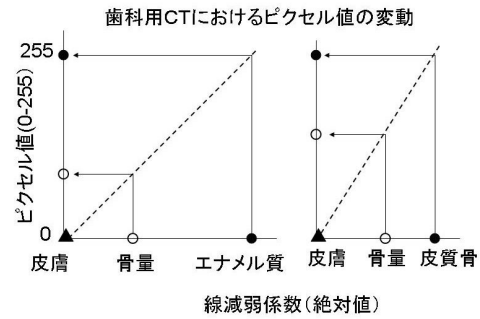 歯科用CTにおけるピクセル値の変動
255
ピクセル値(0-255)
0
皮膚 骨量 エナメル質
皮膚 骨量 皮質骨
線減弱係数(絶対値)